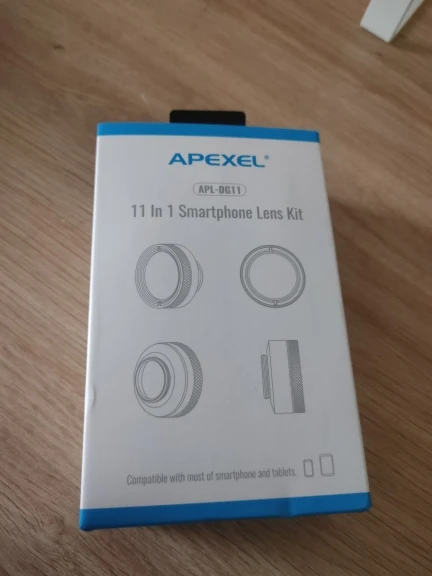 APEXEL®
APL-DG11
11 In 1 Smartphone Lens Kit
Compatible with most of smartphone and tablets.